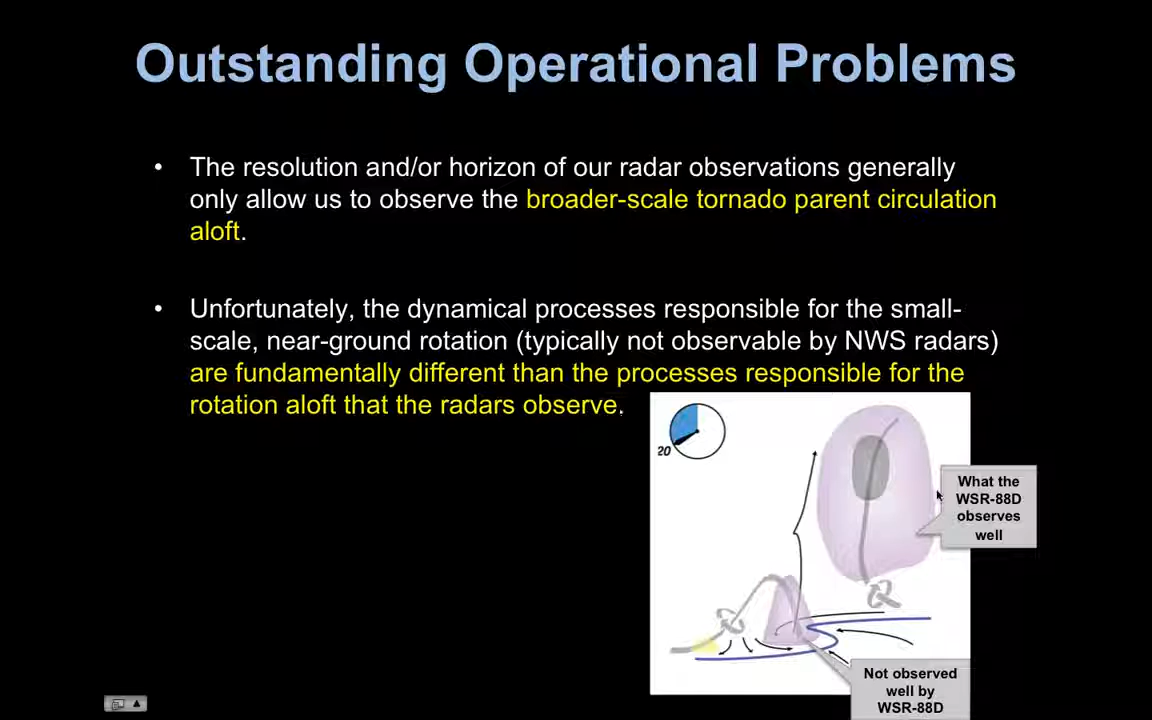 Outstanding Operational Problems
• The resolution and/or horizon of our radar observations generally
only allow us to observe the broader-scale tornado parent circulation
aloft.
• Unfortunately, the dynamical processes responsible for the small-
scale, near-ground rotation (typically not observable by NWS radars)
are fundamentally different than the processes responsible for the
rotation aloft that the radars observe.
20
What the
WSR-88D
observes
well
Not observed
well by
WSR-88D